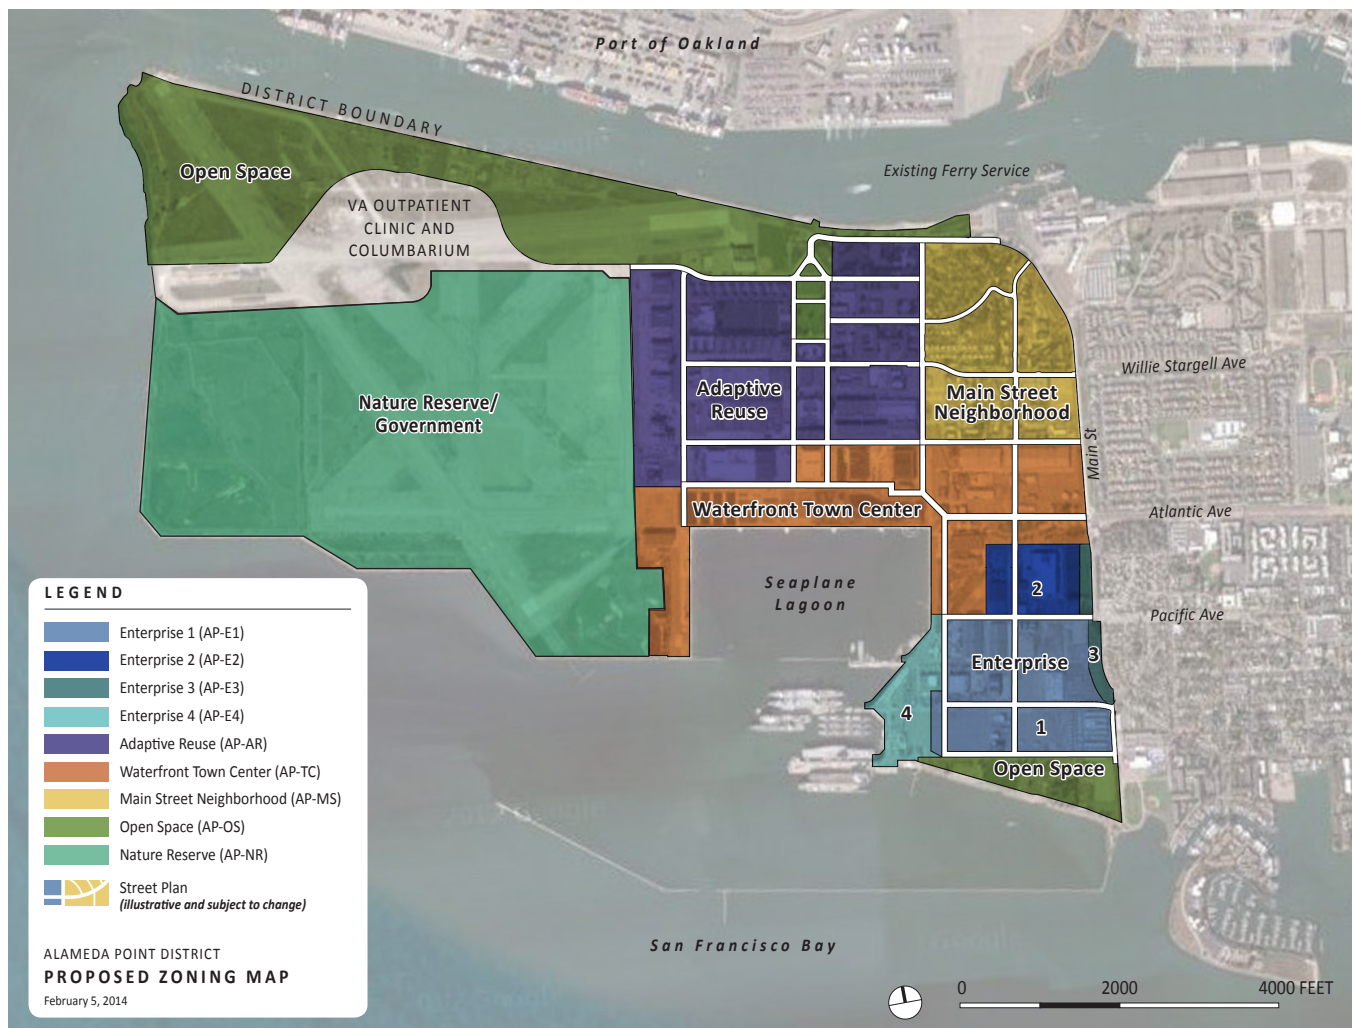 Port of Oakland
DISTRICT BOUNDARY
Existing Ferry Service
Open Space
VA OUTPATIENT
CLINIC AND
COLUMBARIUM
Willie Stargell Ave
Nature Reserve/
Government
Adaptive
Reuse
Main Street
Neighborhood
Main St
Waterfront Town Center
Atlantic Ave
Seaplane
Lagoon
2
Pacific Ave
Enterprise
3
4
1
Open Space
San Francisco Bay
0 2000 4000 FEET
LEGEND
Enterprise 1 (AP-E1)
Enterprise 2 (AP-E2)
Enterprise 3 (AP-E3)
Enterprise 4 (AP-E4)
Adaptive Reuse (AP-AR)
Waterfront Town Center (AP-TC)
Main Street Neighborhood (AP-MS)
Open Space (AP-OS)
Nature Reserve (AP-NR)
Street Plan
(illustrative and subject to change)
ALAMEDA POINT DISTRICT
PROPOSED ZONING MAP
February 5, 2014